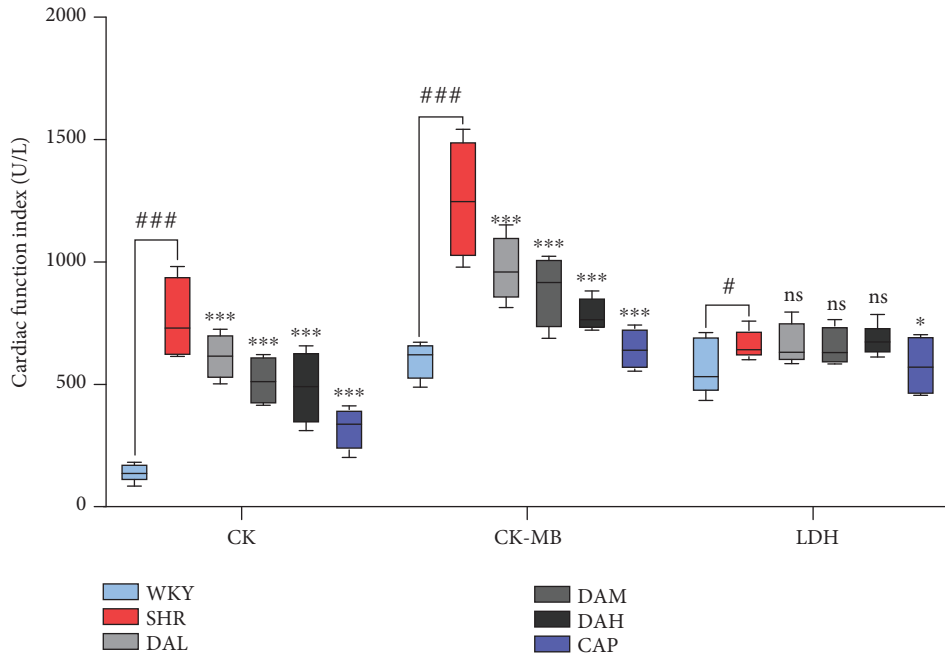 Cardiac function index (U/L)
2000
1500
1000
500
0
###
***
***
***
***
###
***
***
***
***
#
ns
ns
ns
*
CK
CK-MB
LDH
WKY
SHR
DAL
DAM
DAH
CAP